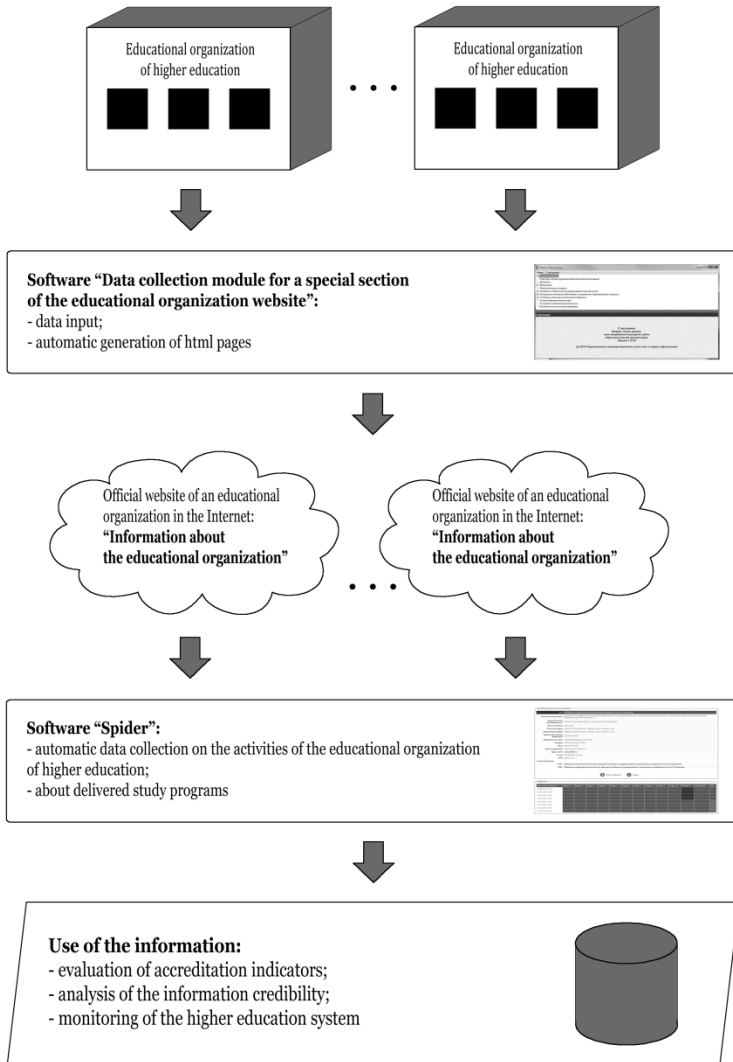 Educational organization
of higher education
Educational organization
of higher education
Software “Data collection module for a special section
of the educational organization website”:
- data input;
- automatic generation of html pages
Official website of an educational
organization in the Internet:
“Information about
the educational organization”
Official website of an educational
organization in the Internet:
“Information about
the educational organization”
Software “Spider”:
- automatic data collection on the activities of the educational organization
of higher education;
- about delivered study programs
Use of the information:
- evaluation of accreditation indicators;
- analysis of the information credibility;
- monitoring of the higher education system